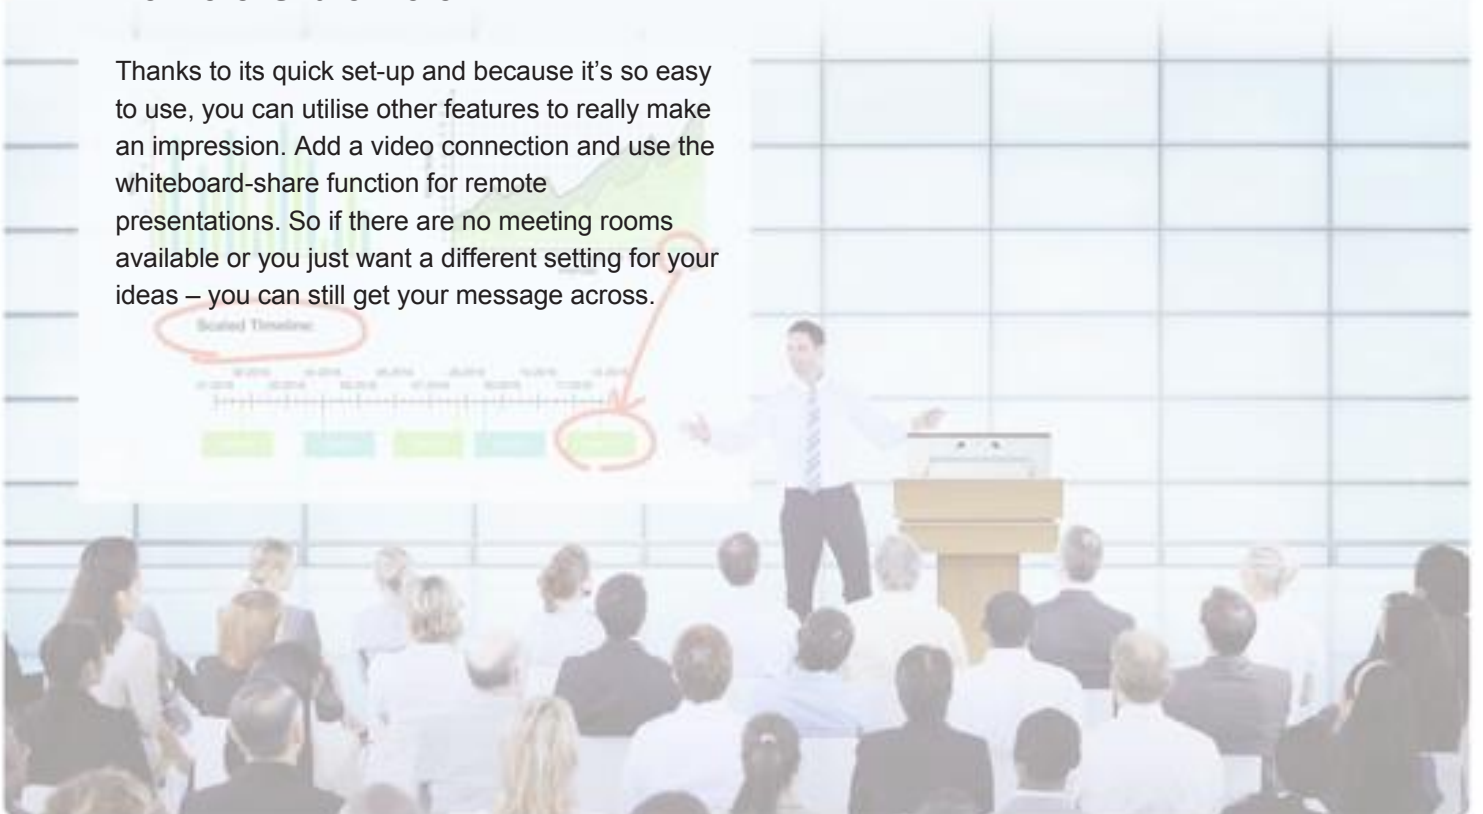 Thanks to its quick set-up and because it's so easy
to use, you can utilise other features to really make
an impression. Add a video connection and use the
whiteboard-share function for remote
presentations. So if there are no meeting rooms
available or you just want a different setting for your
ideas – you can still get your message across.
Scaled Timeline: